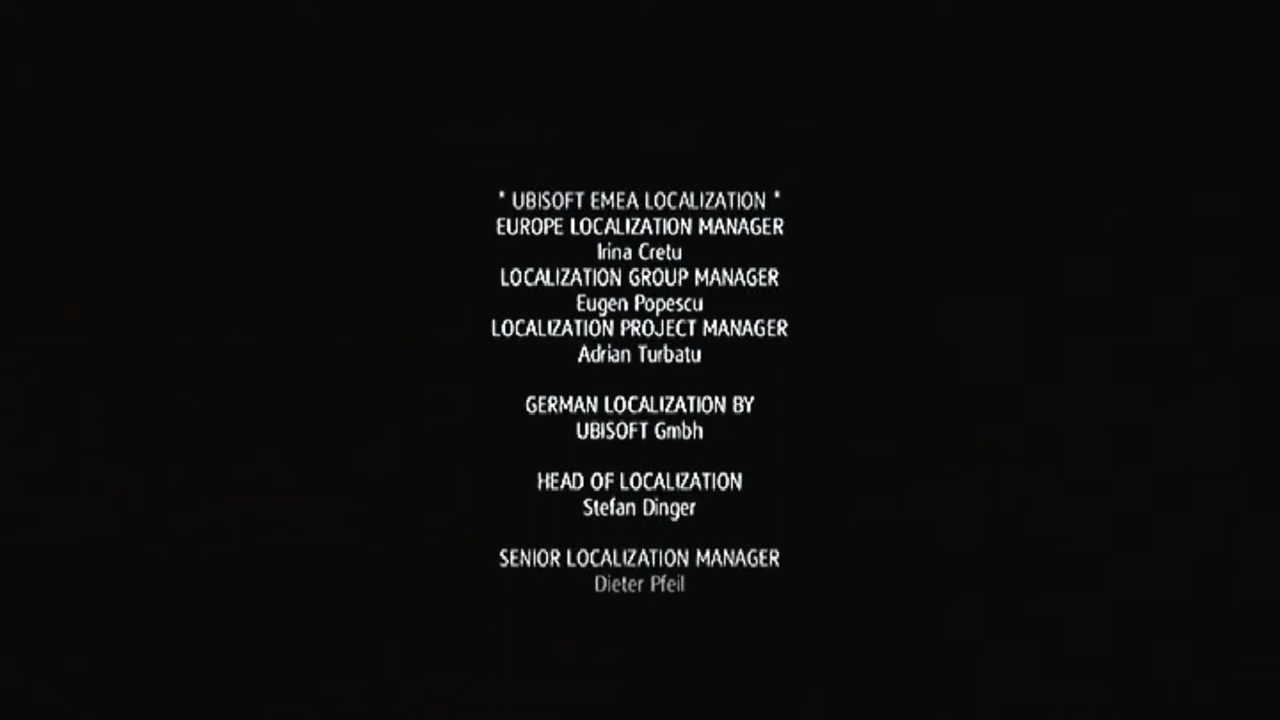 * UBISOFT EMEA LOCALIZATION *
EUROPE LOCALIZATION MANAGER
Irina Cretu
LOCALIZATION GROUP MANAGER
Eugen Popescu
LOCALIZATION PROJECT MANAGER
Adrian Turbatu
GERMAN LOCALIZATION BY
UBISOFT Gmbh
HEAD OF LOCALIZATION
Stefan Dinger
SENIOR LOCALIZATION MANAGER
Dieter Pfeil